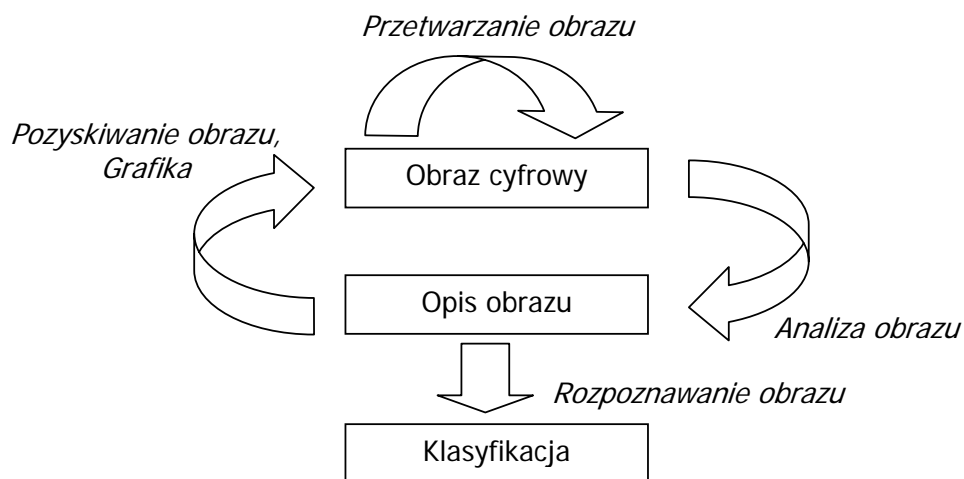 Przetwarzanie obrazu
Pozyskiwanie obrazu,
Grafika
Obraz cyfrowy
Opis obrazu
Analiza obrazu
Rozpoznawanie obrazu
Klasyfikacja